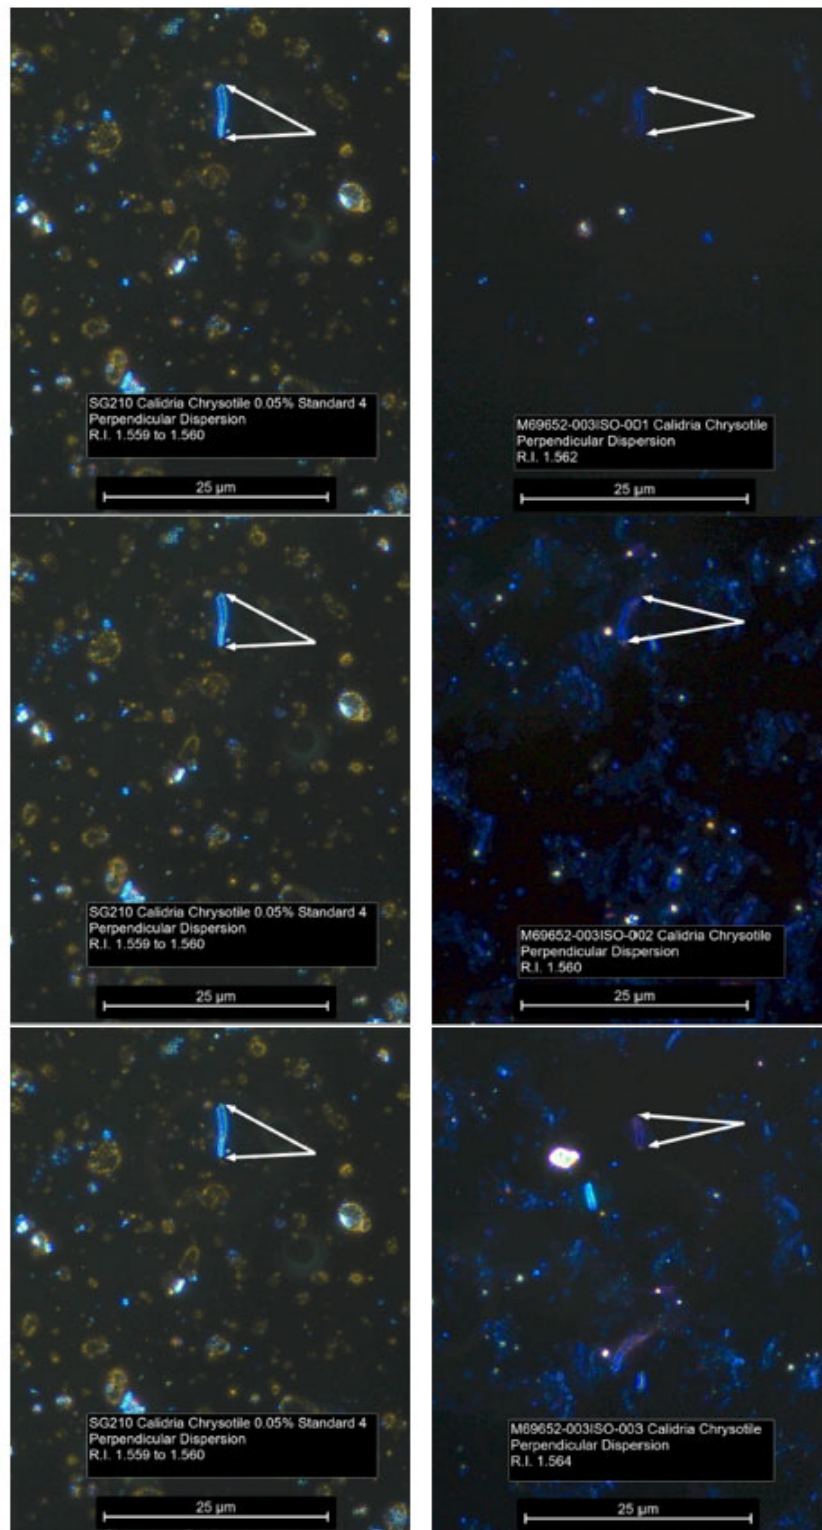 SG210 Calidria Chrysotile 0.05% Standard 4
Perpendicular Dispersion
R.I. 1.559 to 1.560
25 µm
M69652-003ISO-001 Calidria Chrysotile
Perpendicular Dispersion
R.I. 1.562
25 µm
SG210 Calidria Chrysotile 0.05% Standard 4
Perpendicular Dispersion
R.I. 1.559 to 1.560
25 µm
M69652-003ISO-002 Calidria Chrysotile
Perpendicular Dispersion
R.I. 1.560
25 µm
SG210 Calidria Chrysotile 0.05% Standard 4
Perpendicular Dispersion
R.I. 1.559 to 1.560
25 µm
M69652-003ISO-003 Calidria Chrysotile
Perpendicular Dispersion
R.I. 1.564
25 µm